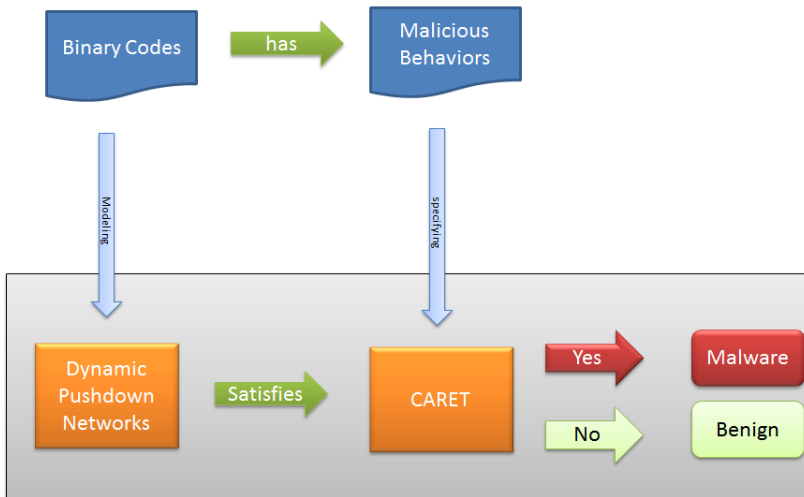 Binary Codes
has
Malicious
Behaviors
Modeling
specifying
Dynamic
Pushdown
Networks
Satisfies
CARET
Yes
Malware
No
Benign